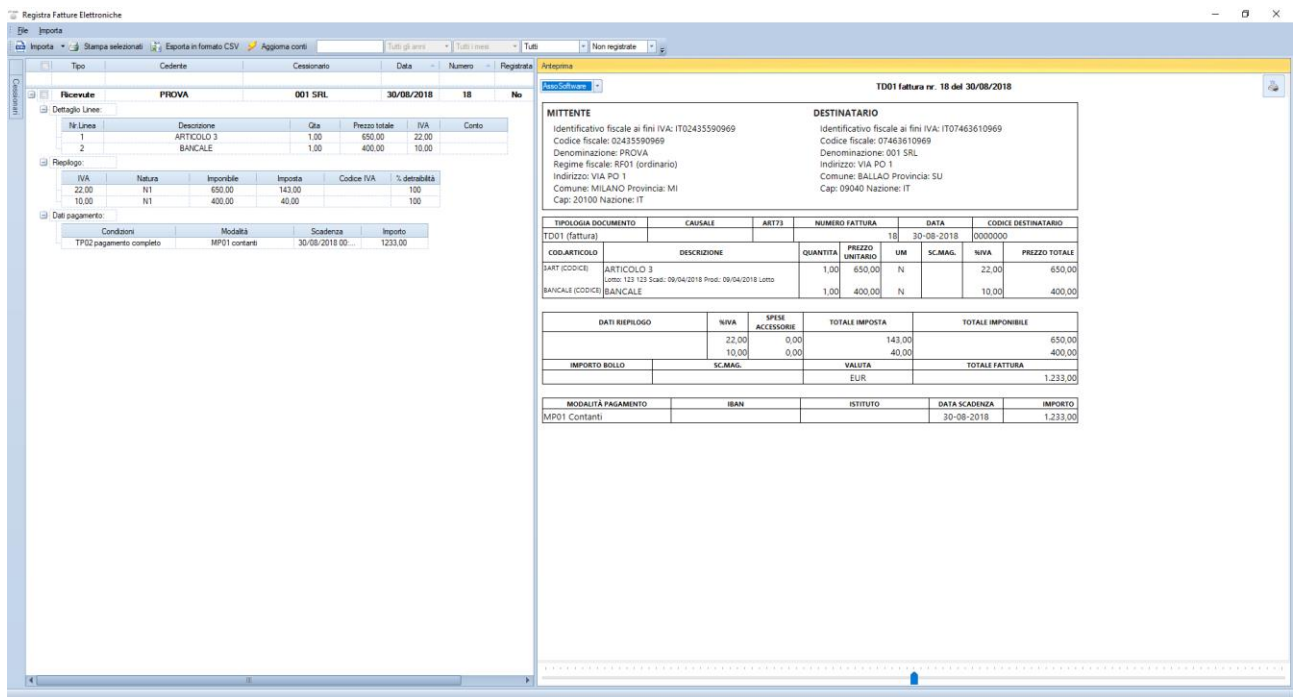 Registra Fatture Elettroniche
File Importa
Importa Stampa selezionati Esporta in formato CSV Aggiorna conti Tutti gli anni Tutti i mesi Tutti Non registrate
Cessionari
Tipo Cedente Cessionario Data Numero Registrata
Ricevute PROVA 001 SRL 30/08/2018 18 No
Dettaglio Linee:
Nr.Linea Descrizione Qta Prezzo totale IVA Conto
1 ARTICOLO 3 1,00 650,00 22,00
2 BANCALE 1,00 400,00 10,00
Riepilogo:
IVA Natura Imponibile Imposta Codice IVA % detraibilità
22,00 N1 650,00 143,00 100
10,00 N1 400,00 40,00 100
Dati pagamento:
Condizioni Modalità Scadenza Importo
TP02 pagamento completo MP01 contanti 30/08/2018 00:... 1233,00
Anteprima
AssoSoftware
TD01 fattura nr. 18 del 30/08/2018
MITTENTE
Identificativo fiscale ai fini IVA: IT02435590969
Codice fiscale: 02435590969
Denominazione: PROVA
Regime fiscale: RF01 (ordinario)
Indirizzo: VIA PO 1
Comune: MILANO Provincia: MI
Cap: 20100 Nazione: IT
DESTINATARIO
Identificativo fiscale ai fini IVA: IT07463610969
Codice fiscale: 07463610969
Denominazione: 001 SRL
Indirizzo: VIA PO 1
Comune: BALLAO Provincia: SU
Cap: 09040 Nazione: IT
TIPOLOGIA DOCUMENTO CAUSALE ART73 NUMERO FATTURA DATA CODICE DESTINATARIO
TD01 (fattura) 18 30-08-2018 0000000
COD.ARTICOLO DESCRIZIONE QUANTITA PREZZO UNITARIO UM SC.MAG. %IVA PREZZO TOTALE
3ART (CODICE) ARTICOLO 3 1,00 650,00 N 22,00 650,00
Lotto: 123 123 Scad.: 09/04/2018 Prod.: 09/04/2018 Lotto
BANCALE (CODICE) BANCALE 1,00 400,00 N 10,00 400,00
DATI RIEPILOGO %IVA SPESE ACCESSORIE TOTALE IMPOSTA TOTALE IMPONIBILE
22,00 0,00 143,00 650,00
10,00 0,00 40,00 400,00
IMPORTO BOLLO SC.MAG. VALUTA TOTALE FATTURA
EUR 1.233,00
MODALITÀ PAGAMENTO IBAN ISTITUTO DATA SCADENZA IMPORTO
MP01 Contanti 30-08-2018 1.233,00